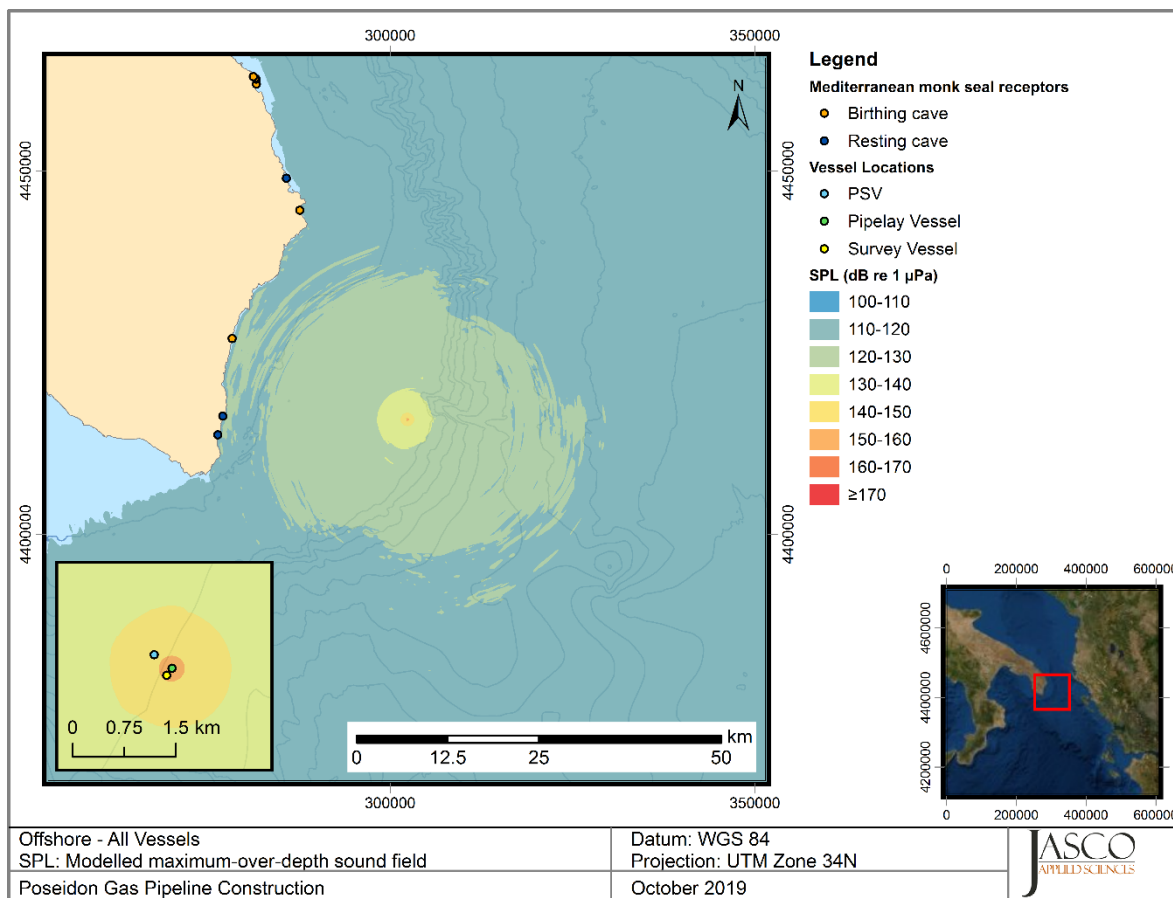 300000
350000
4450000
4450000
4400000
4400000
N
0
0.75
1.5 km
km
0
12.5
25
50
300000
350000
Legend
Mediterranean monk seal receptors
Birthing cave
Resting cave
Vessel Locations
PSV
Pipelay Vessel
Survey Vessel
SPL (dB re 1 µPa)
100-110
110-120
120-130
130-140
140-150
150-160
160-170
≥170
0
200000
400000
600000
4600000
4400000
4200000
4600000
4400000
4200000
0
200000
400000
600000
Offshore - All Vessels
SPL: Modelled maximum-over-depth sound field
Poseidon Gas Pipeline Construction
Datum: WGS 84
Projection: UTM Zone 34N
October 2019
JASCO
APPLIED SCIENCES